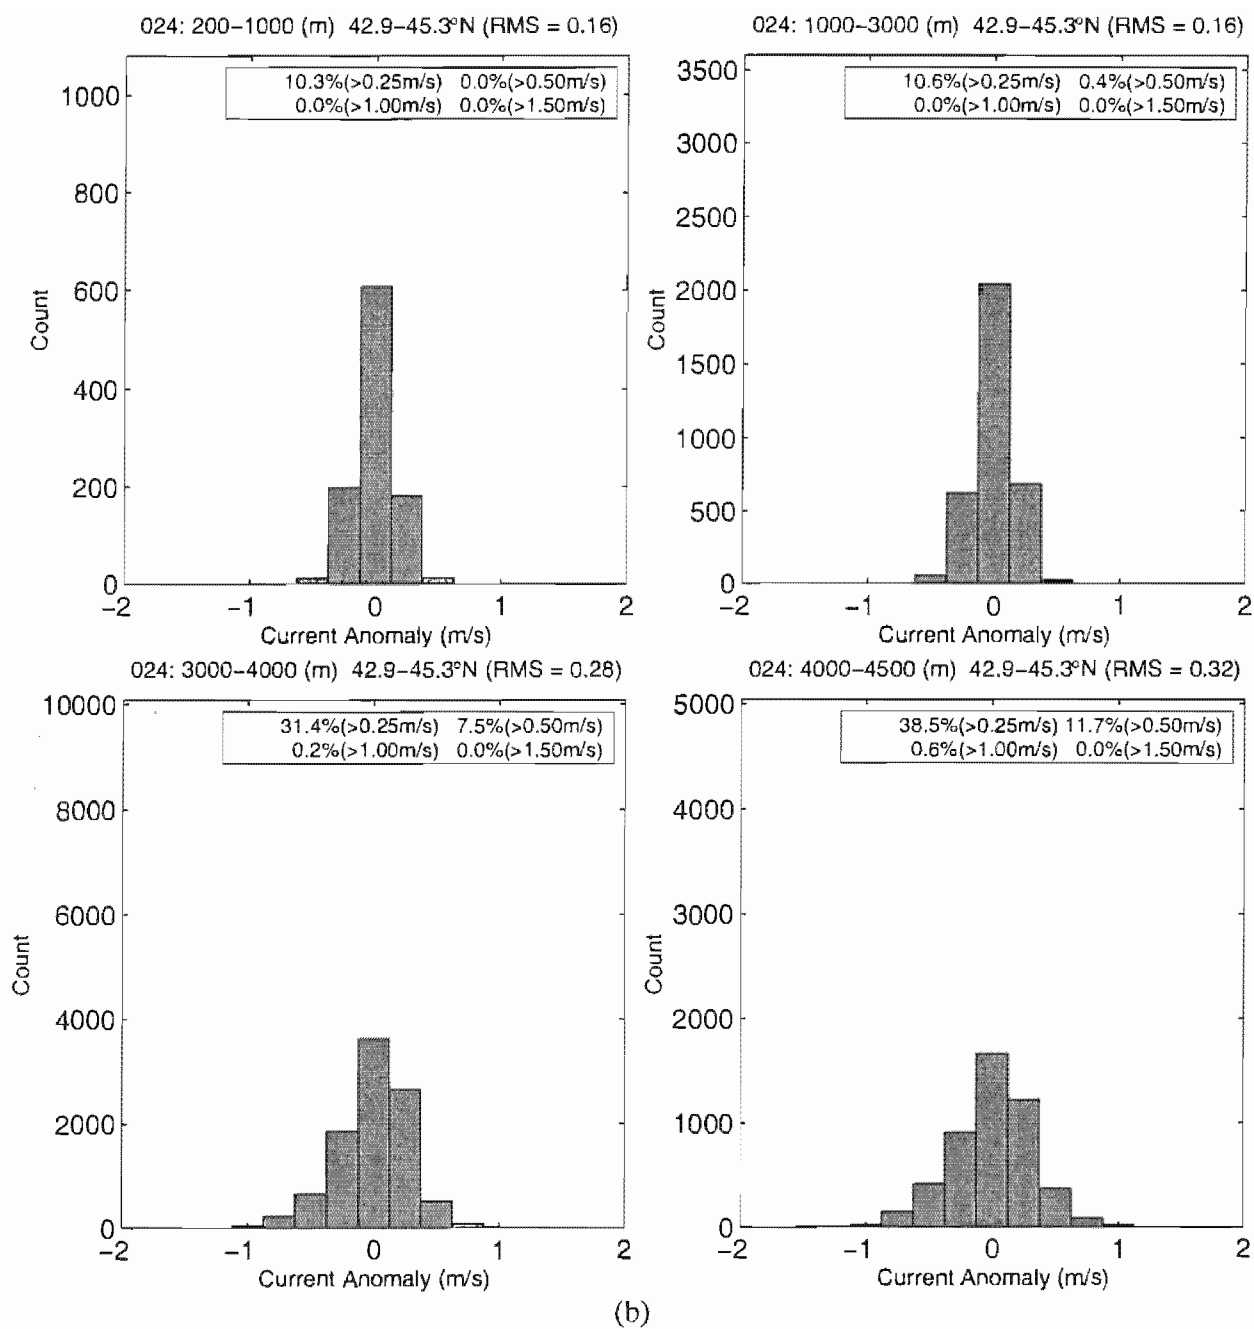 024: 200−1000 (m) 42.9−45.3°N (RMS = 0.16)
10.3%(>0.25m/s) 0.0%(>0.50m/s)
0.0%(>1.00m/s) 0.0%(>1.50m/s)
1000
800
600
400
200
0
Count
−2 −1 0 1 2
Current Anomaly (m/s)
024: 1000−3000 (m) 42.9−45.3°N (RMS = 0.16)
10.6%(>0.25m/s) 0.4%(>0.50m/s)
0.0%(>1.00m/s) 0.0%(>1.50m/s)
3500
3000
2500
2000
1500
1000
500
0
Count
−2 −1 0 1 2
Current Anomaly (m/s)
024: 3000−4000 (m) 42.9−45.3°N (RMS = 0.28)
31.4%(>0.25m/s) 7.5%(>0.50m/s)
0.2%(>1.00m/s) 0.0%(>1.50m/s)
10000
8000
6000
4000
2000
0
Count
−2 −1 0 1 2
Current Anomaly (m/s)
024: 4000−4500 (m) 42.9−45.3°N (RMS = 0.32)
38.5%(>0.25m/s) 11.7%(>0.50m/s)
0.6%(>1.00m/s) 0.0%(>1.50m/s)
5000
4000
3000
2000
1000
0
Count
−2 −1 0 1 2
Current Anomaly (m/s)
(b)